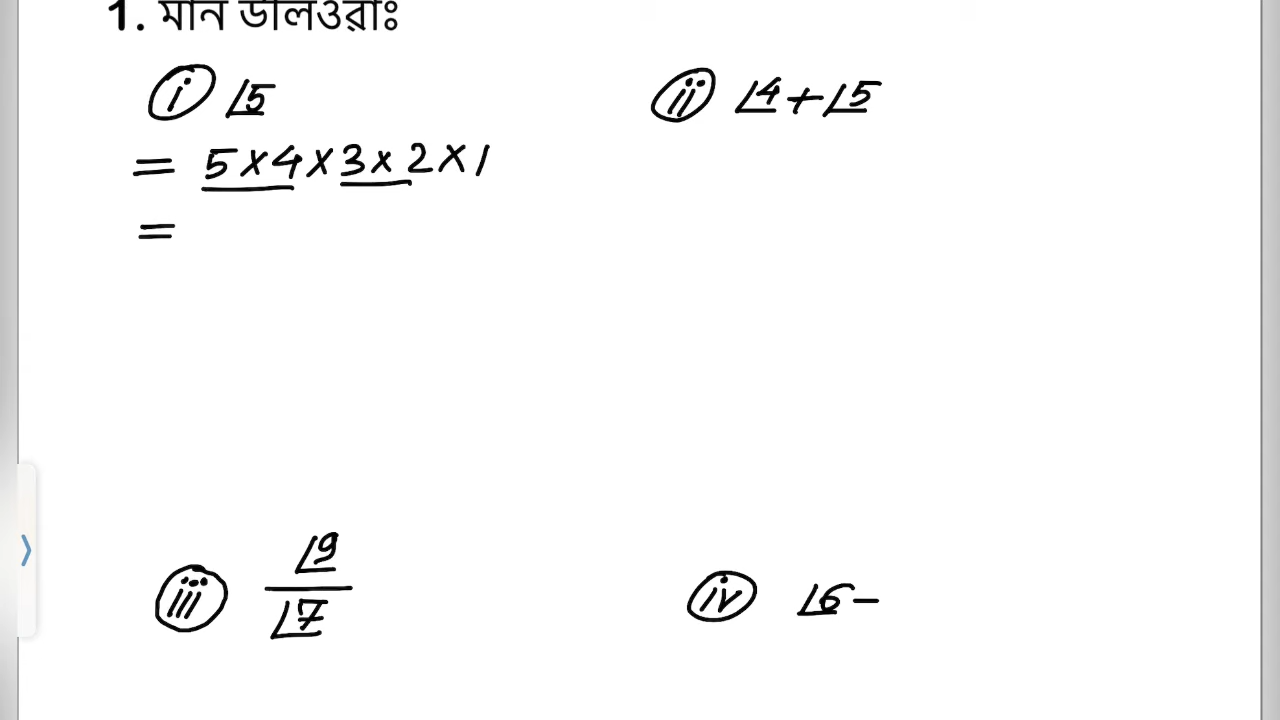 1. মান উলিওৱাঃ
(i) ⌊5
(ii) ⌊4 + ⌊5
= 5 × 4 × 3 × 2 × 1
=
(iii) ⌊9 / ⌊7
(iv) ⌊6 −